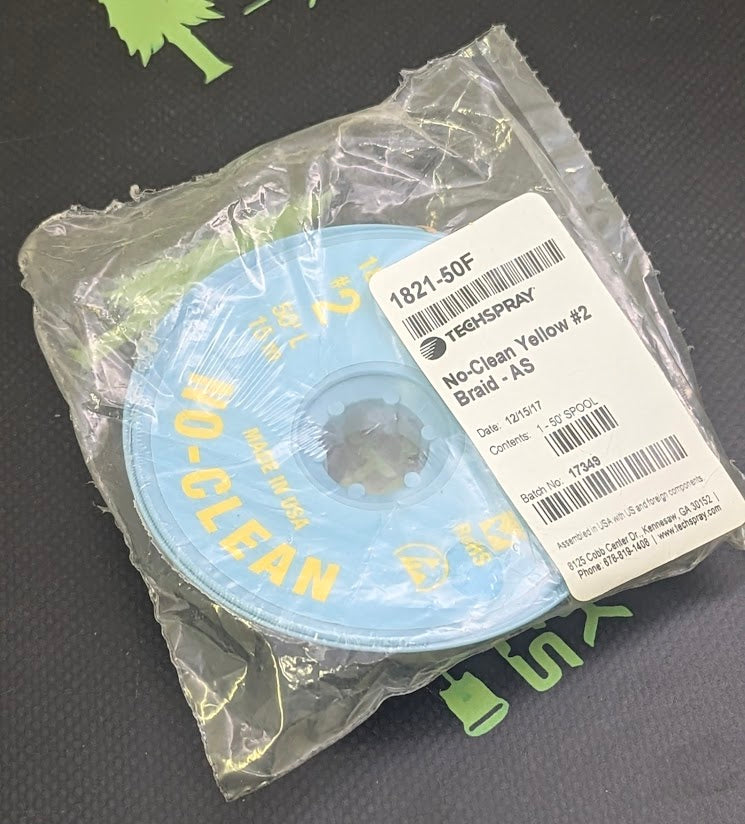 1821-50F
TECHSPRAY
No-Clean Yellow #2
Braid - AS
Date: 12/15/17
Contents: 1 - 50' SPOOL
Batch No: 17349
Assembled in USA with US and foreign components
8125 Cobb Center Dr., Kennesaw, GA 30152 |
Phone: 678-819-1408 | www.techspray.com
#2
50' L
NO-CLEAN
MADE IN USA
RoHS